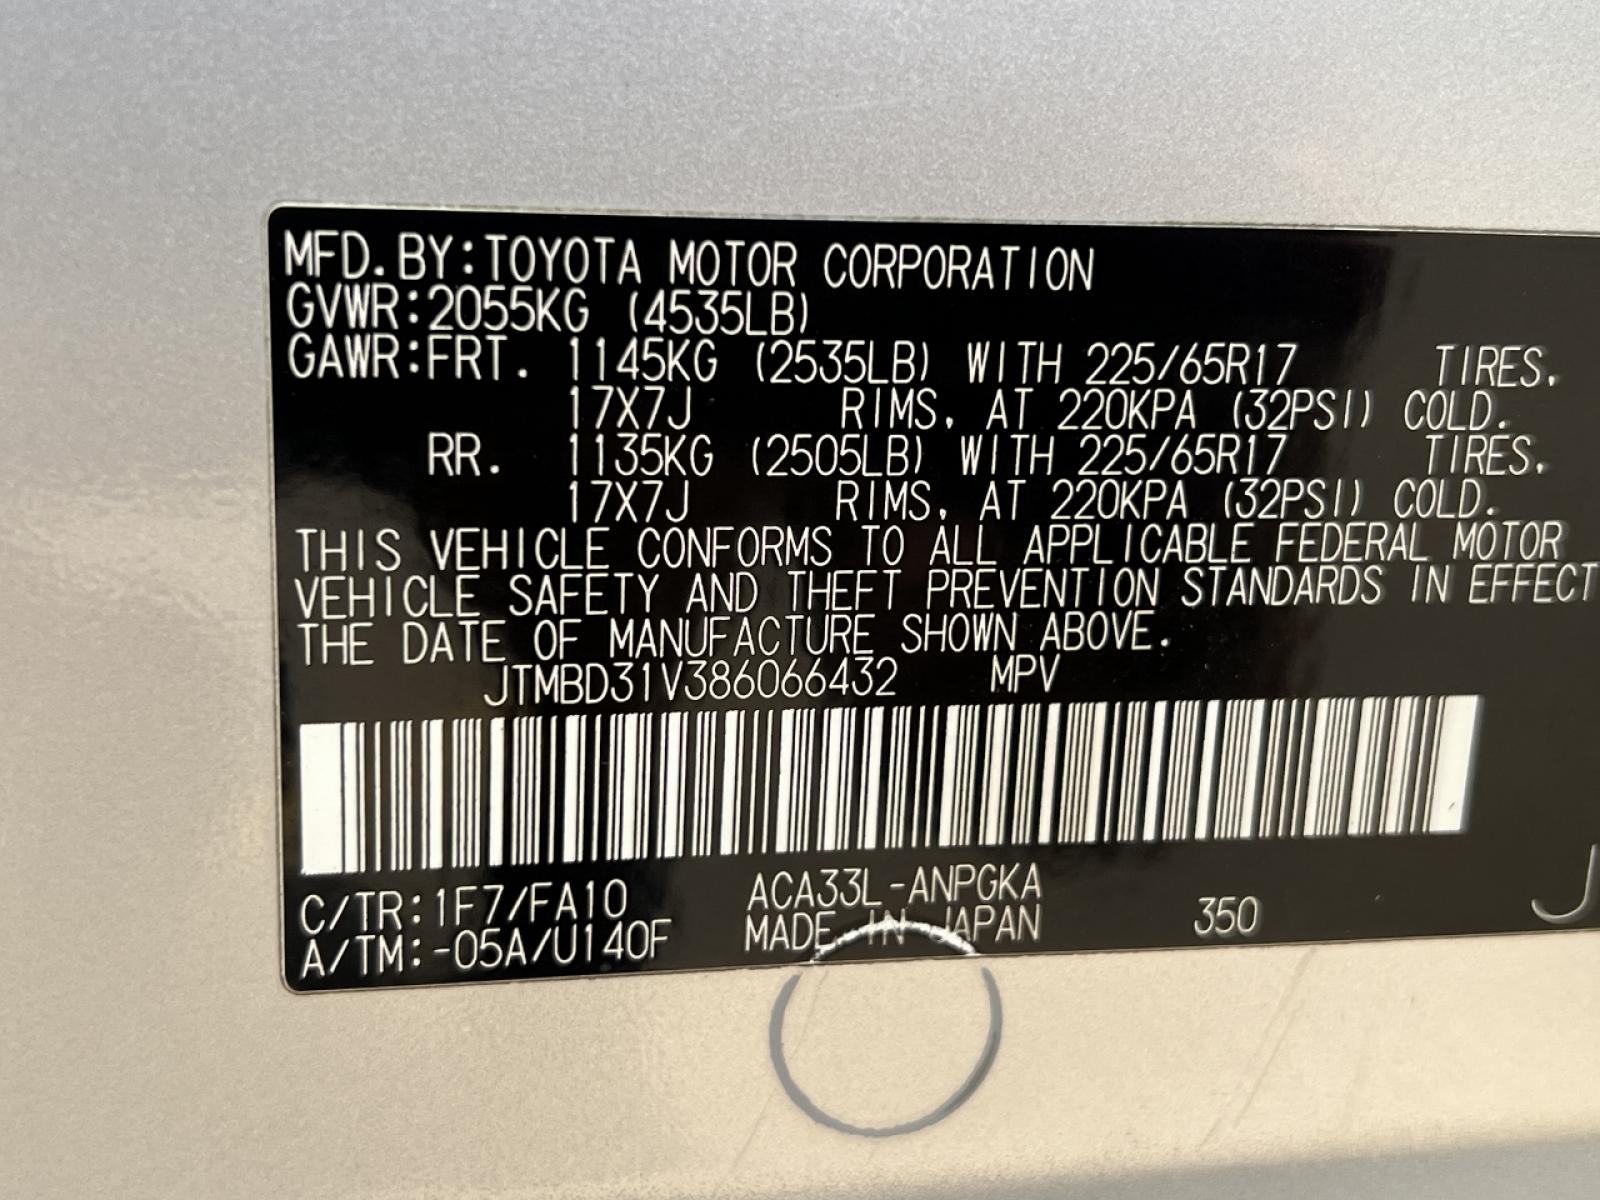 MFD. BY: TOYOTA MOTOR CORPORATION
GVWR: 2055KG (4535LB)
GAWR: FRT. 1145KG (2535LB) WITH 225/65R17 TIRES,
17X7J RIMS, AT 220KPA (32PSI) COLD.
RR. 1135KG (2505LB) WITH 225/65R17 TIRES,
17X7J RIMS, AT 220KPA (32PSI) COLD.
THIS VEHICLE CONFORMS TO ALL APPLICABLE FEDERAL MOTOR
VEHICLE SAFETY AND THEFT PREVENTION STANDARDS IN EFFECT
THE DATE OF MANUFACTURE SHOWN ABOVE.
JTMBD31V386066432 MPV
C/TR: 1F7/FA10 ACA33L-ANPGKA
A/TM: -05A/U140F MADE IN JAPAN 350 J